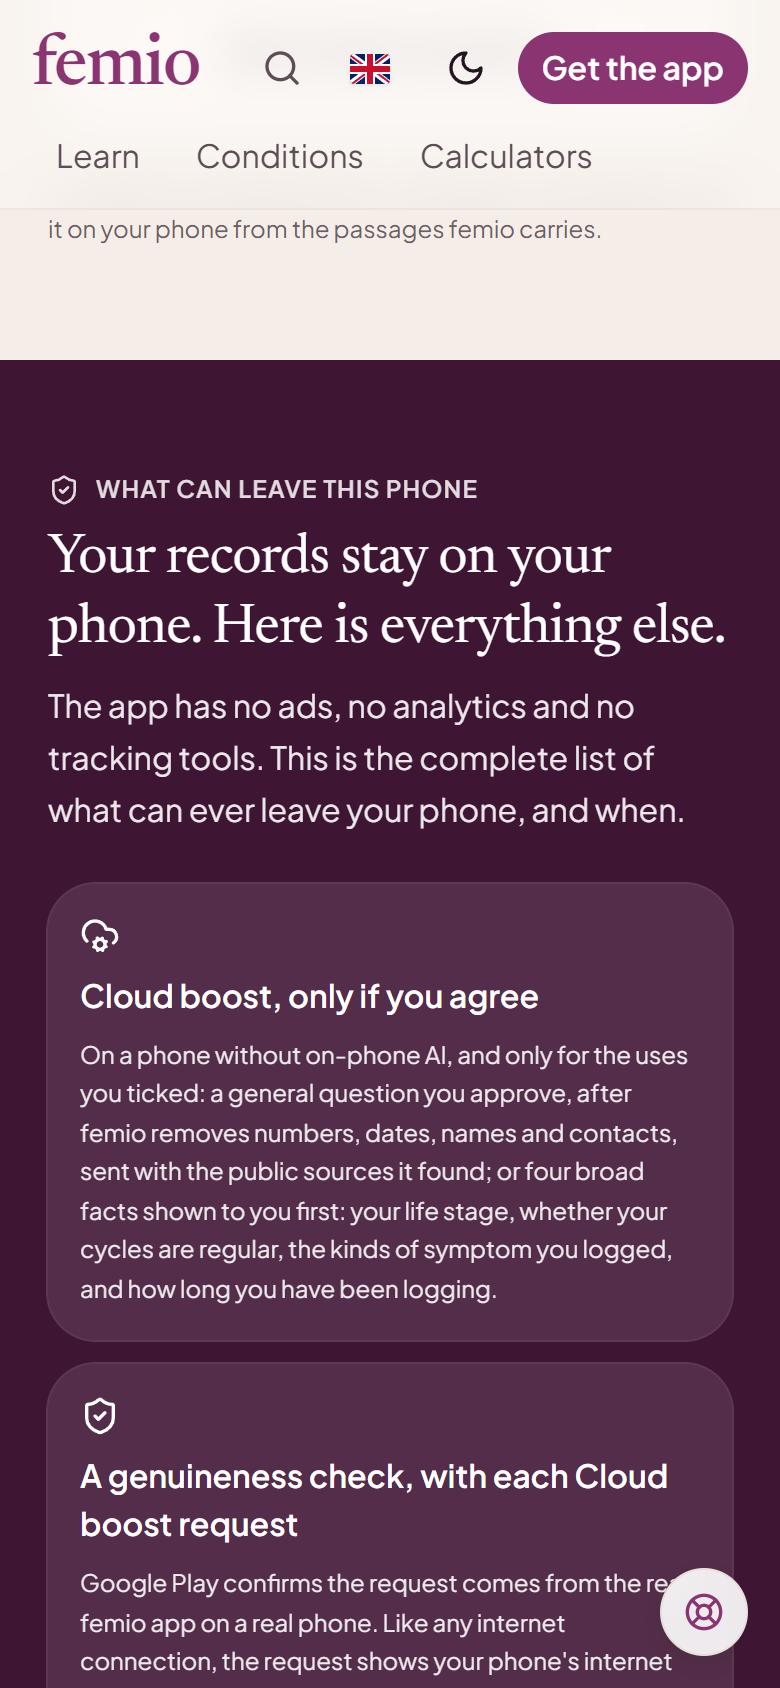 femio
Get the app
Learn
Conditions
Calculators
it on your phone from the passages femio carries.
WHAT CAN LEAVE THIS PHONE
Your records stay on your
phone. Here is everything else.
The app has no ads, no analytics and no
tracking tools. This is the complete list of
what can ever leave your phone, and when.
Cloud boost, only if you agree
On a phone without on-phone AI, and only for the uses
you ticked: a general question you approve, after
femio removes numbers, dates, names and contacts,
sent with the public sources it found; or four broad
facts shown to you first: your life stage, whether your
cycles are regular, the kinds of symptom you logged,
and how long you have been logging.
A genuineness check, with each Cloud
boost request
Google Play confirms the request comes from the
femio app on a real phone. Like any internet
connection, the request shows your phone's internet